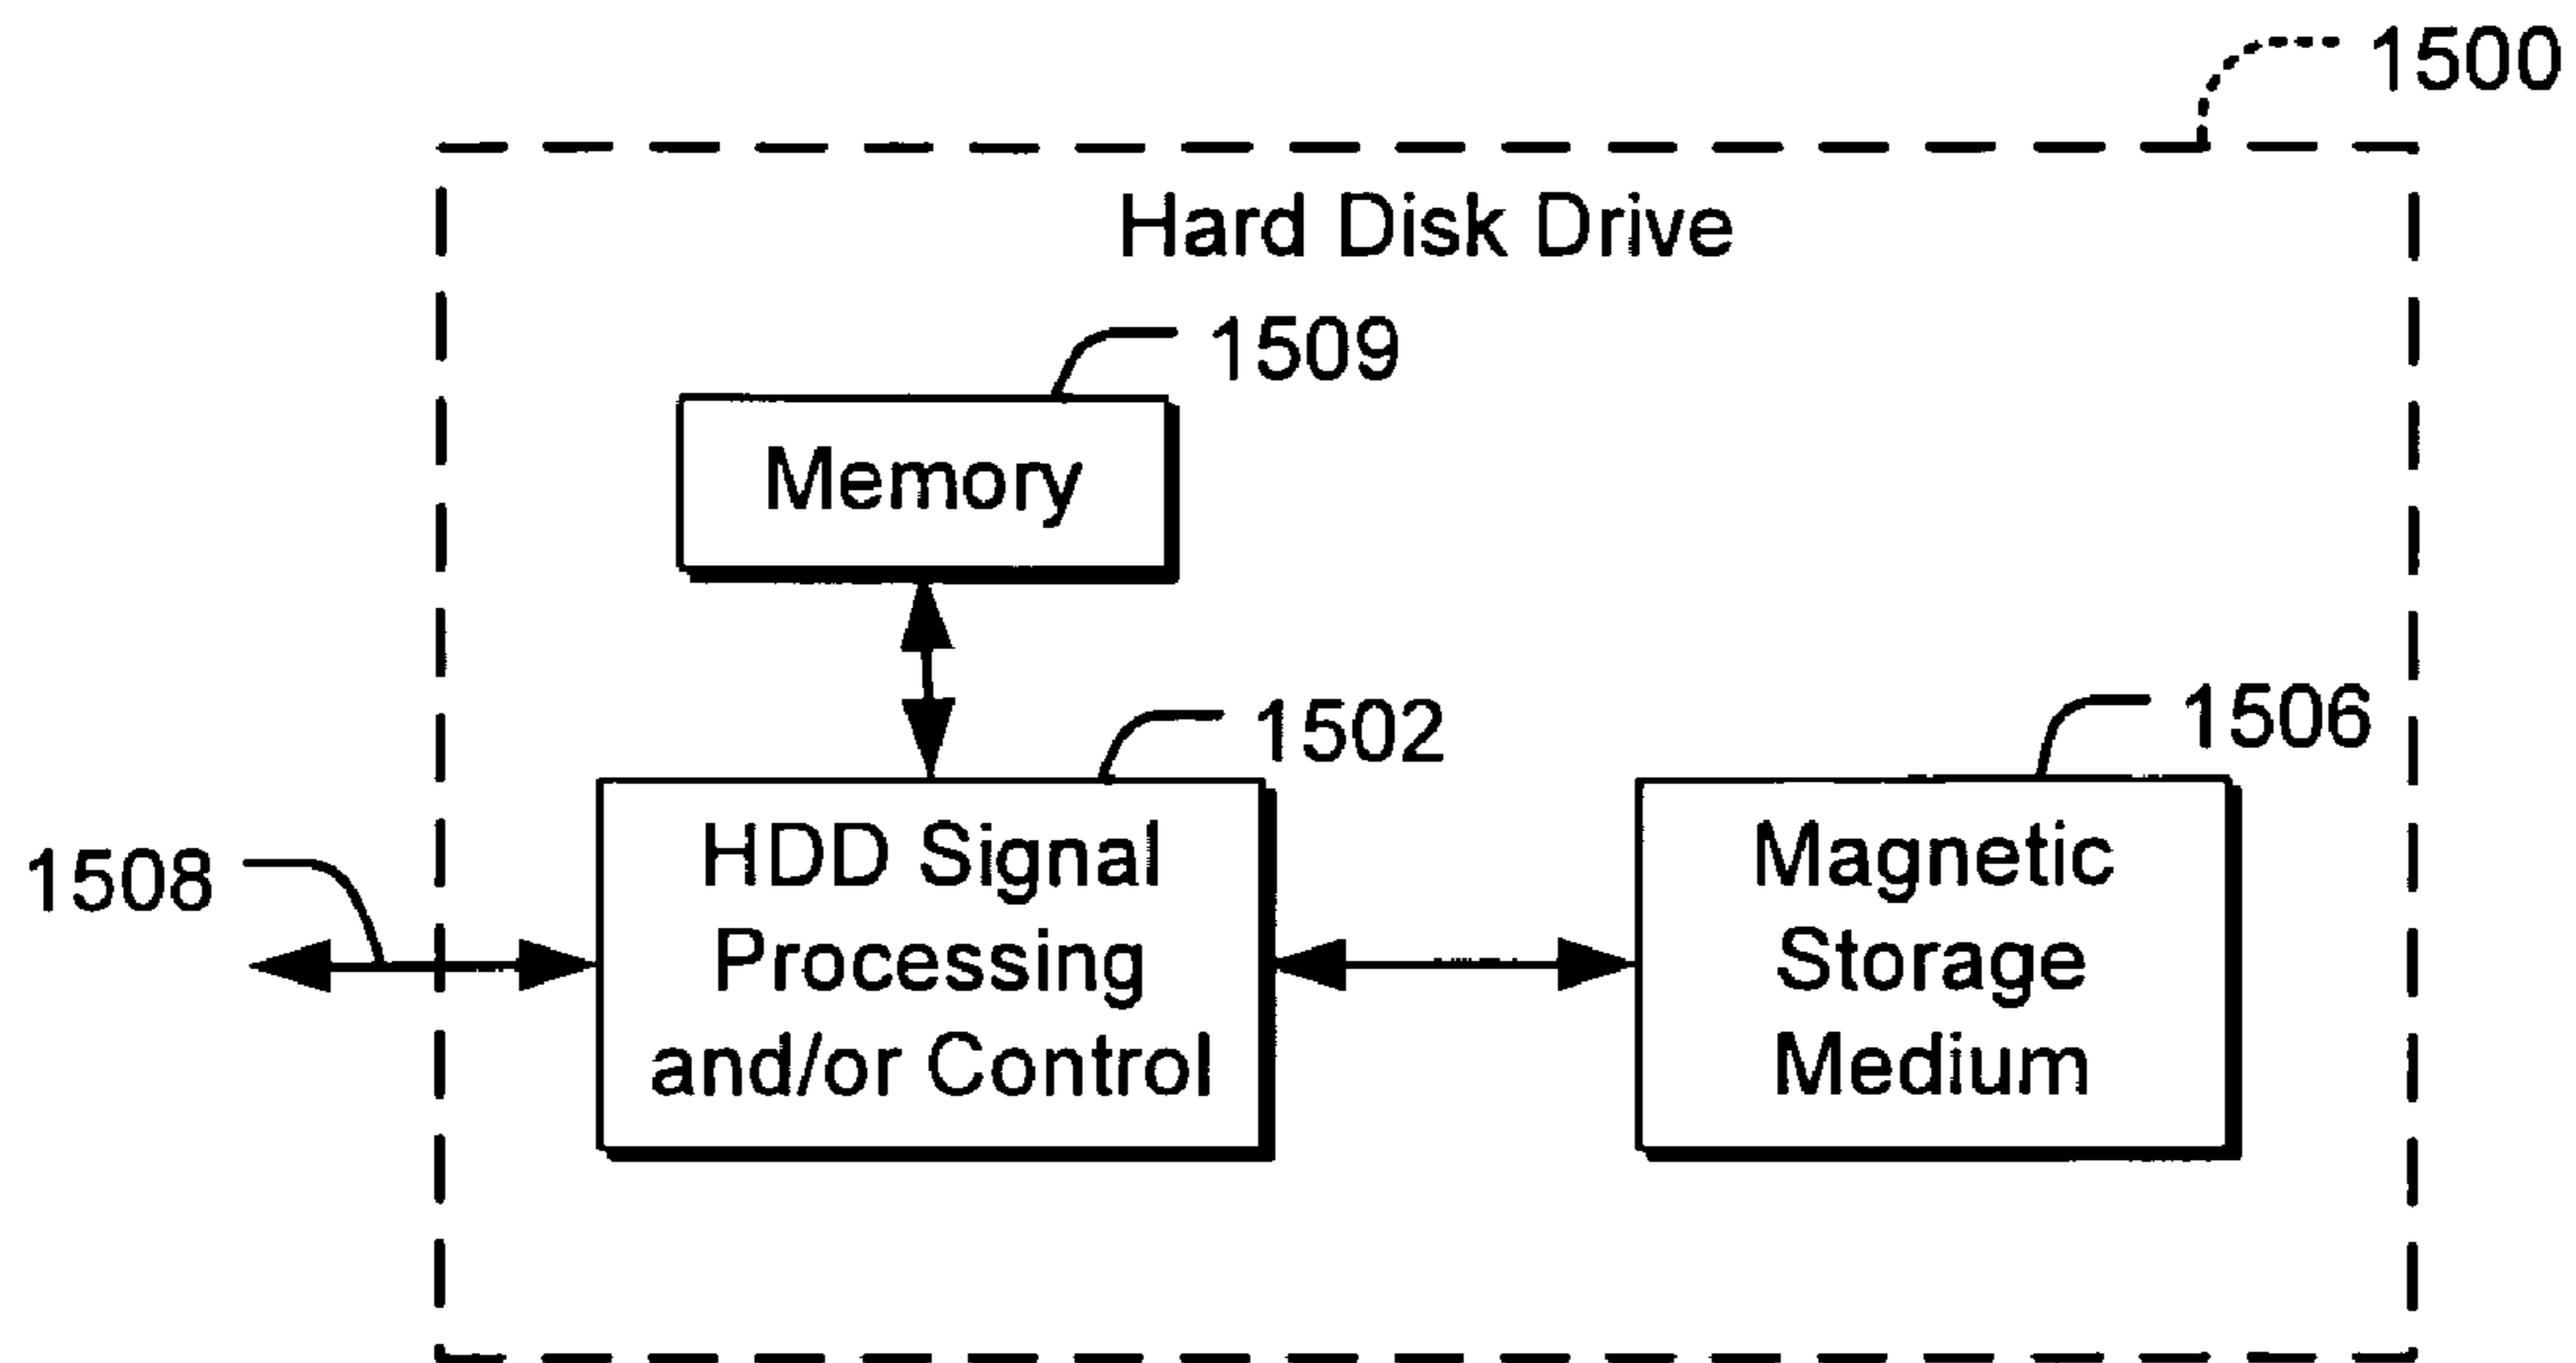 1500
Hard Disk Drive
1509
Memory
1502
1506
HDD Signal
Processing
and/or Control
Magnetic
Storage
Medium
1508